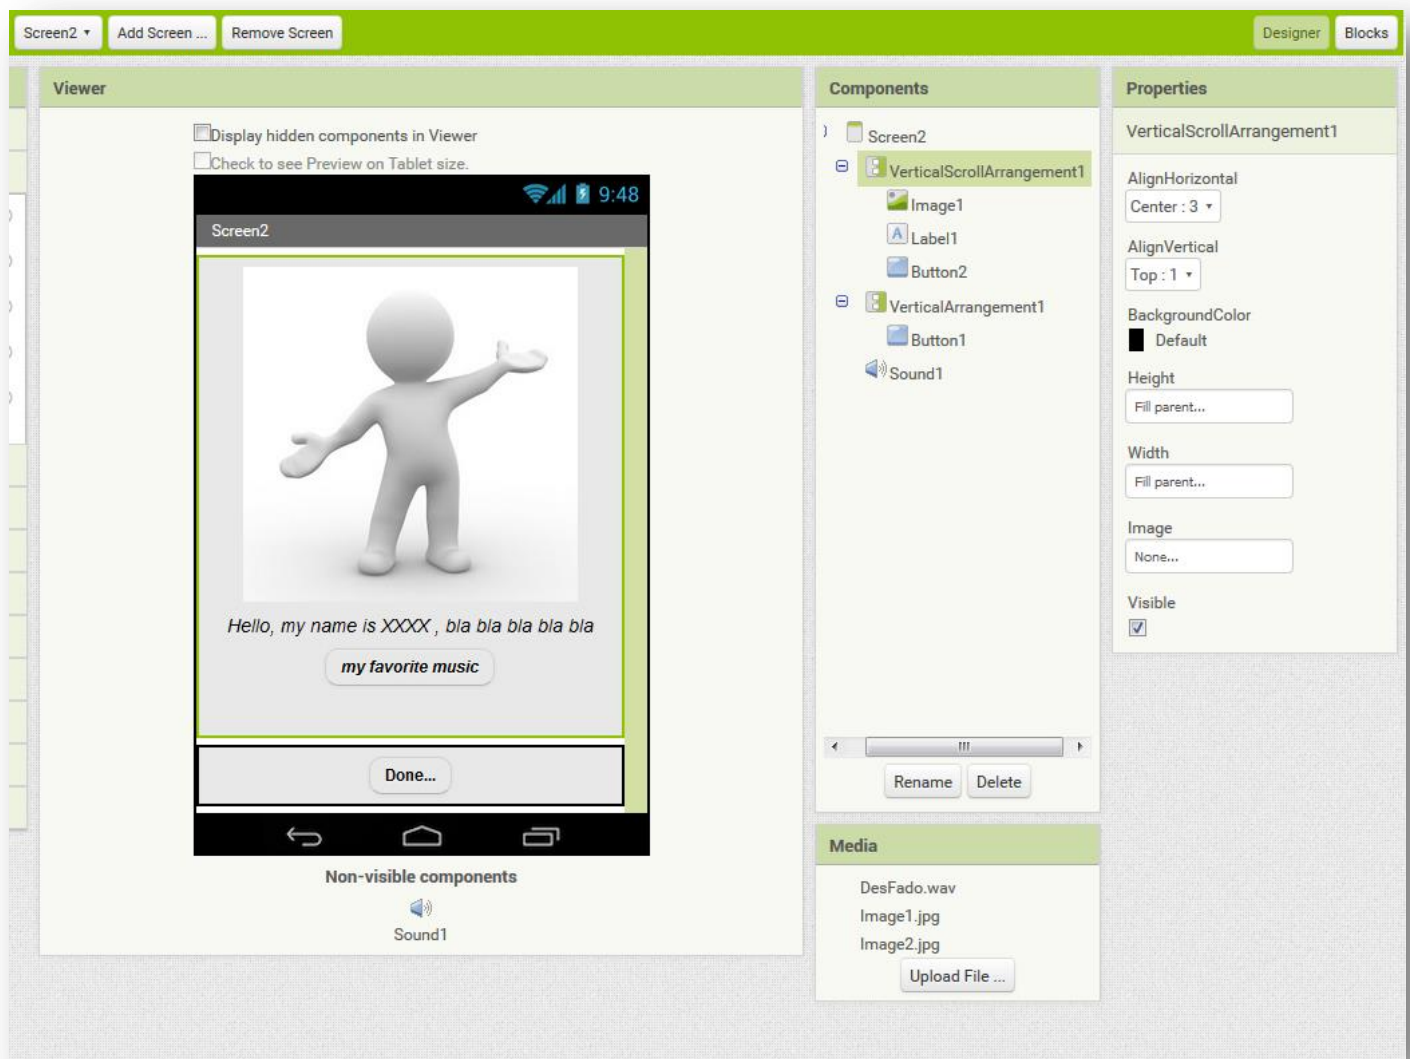 Screen2 Add Screen ... Remove Screen Designer Blocks
Viewer
Display hidden components in Viewer
Check to see Preview on Tablet size.
9:48
Screen2
Hello, my name is XXXX , bla bla bla bla bla
my favorite music
Done...
Non-visible components
Sound1
Components
Screen2
VerticalScrollArrangement1
Image1
Label1
Button2
VerticalArrangement1
Button1
Sound1
Rename Delete
Media
DesFado.wav
Image1.jpg
Image2.jpg
Upload File ...
Properties
VerticalScrollArrangement1
AlignHorizontal
Center : 3
AlignVertical
Top : 1
BackgroundColor
Default
Height
Fill parent...
Width
Fill parent...
Image
None...
Visible